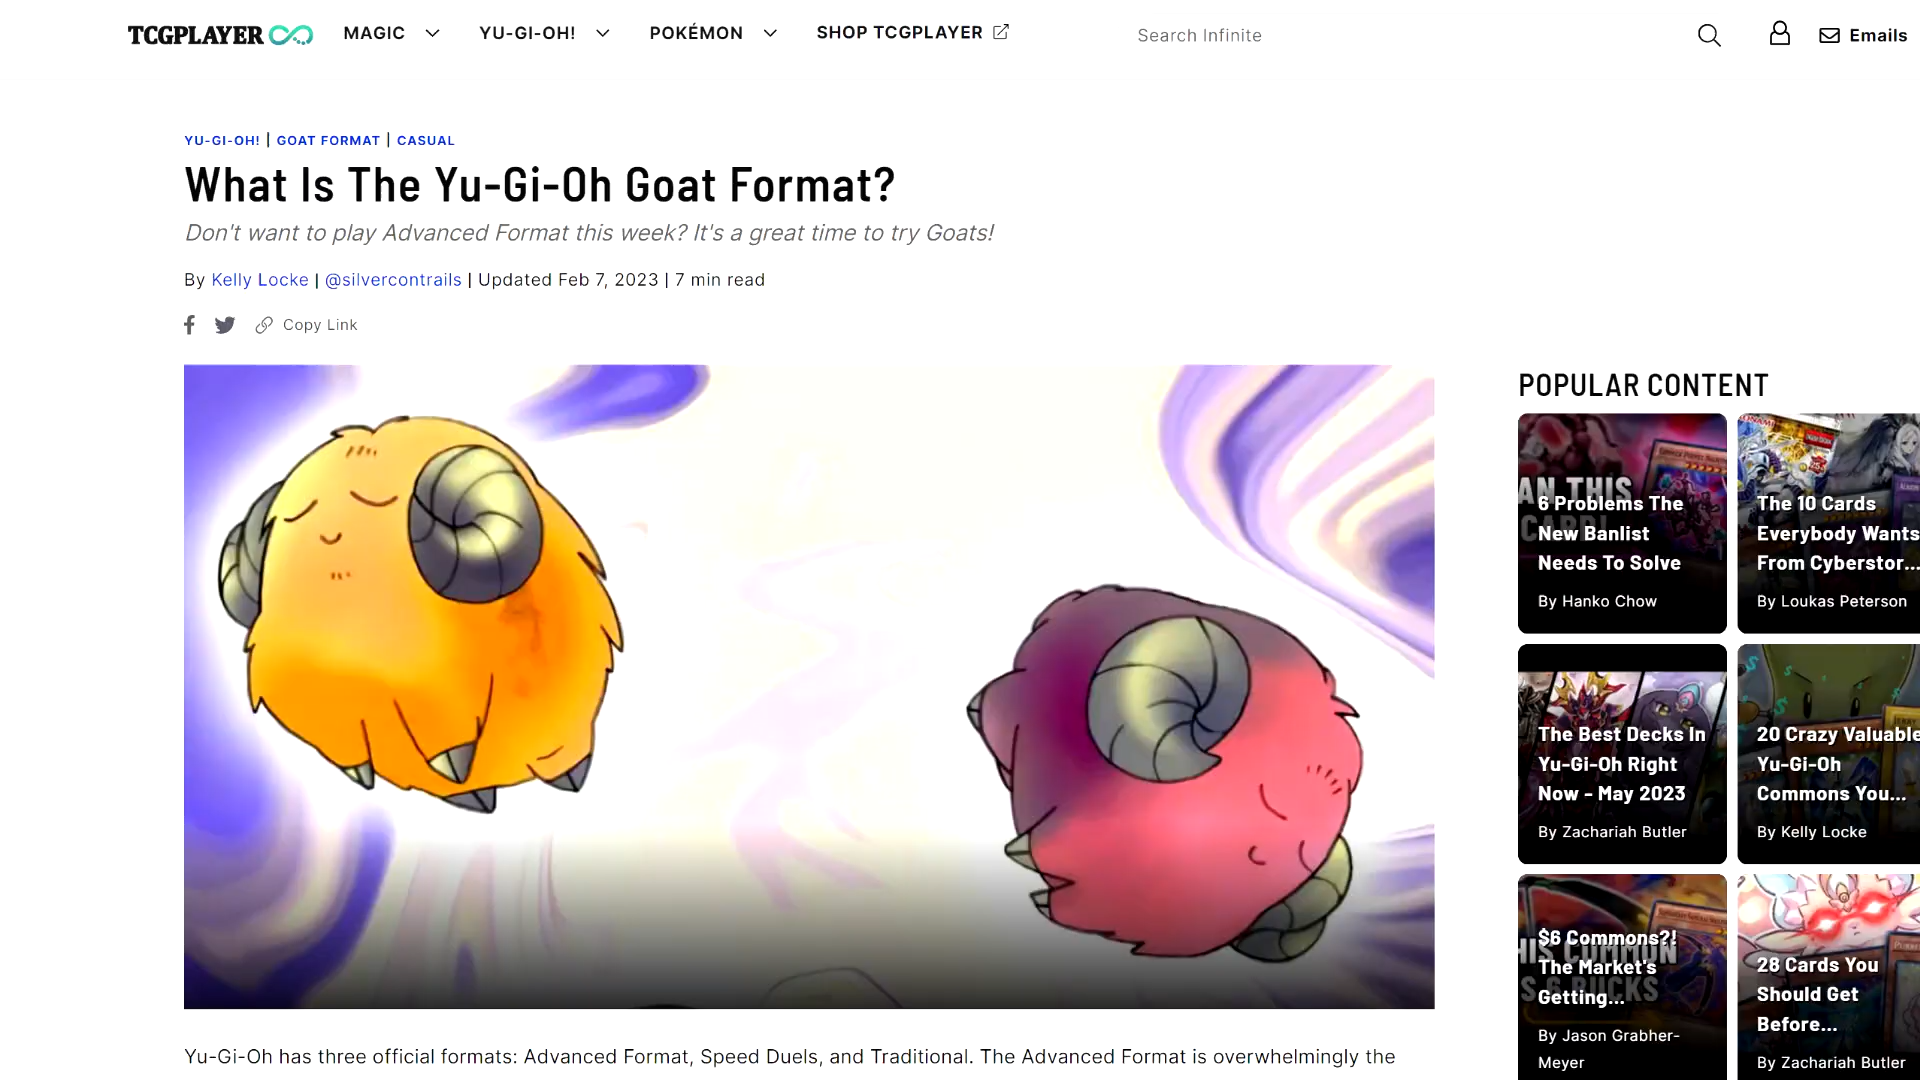 TCGPLAYER
MAGIC
YU-GI-OH!
POKÉMON
SHOP TCGPLAYER
Search Infinite
Emails
YU-GI-OH! | GOAT FORMAT | CASUAL
What Is The Yu-Gi-Oh Goat Format?
Don't want to play Advanced Format this week? It's a great time to try Goats!
By Kelly Locke | @silvercontrails | Updated Feb 7, 2023 | 7 min read
Copy Link
POPULAR CONTENT
6 Problems The
New Banlist
Needs To Solve
By Hanko Chow
The 10 Cards
Everybody Wants
From Cyberstor...
By Loukas Peterson
The Best Decks In
Yu-Gi-Oh Right
Now - May 2023
By Zachariah Butler
20 Crazy Valuable
Yu-Gi-Oh
Commons You...
By Kelly Locke
$6 Commons?!
The Market's
Getting...
By Jason Grabher-
Meyer
28 Cards You
Should Get
Before...
By Zachariah Butler
Yu-Gi-Oh has three official formats: Advanced Format, Speed Duels, and Traditional. The Advanced Format is overwhelmingly the